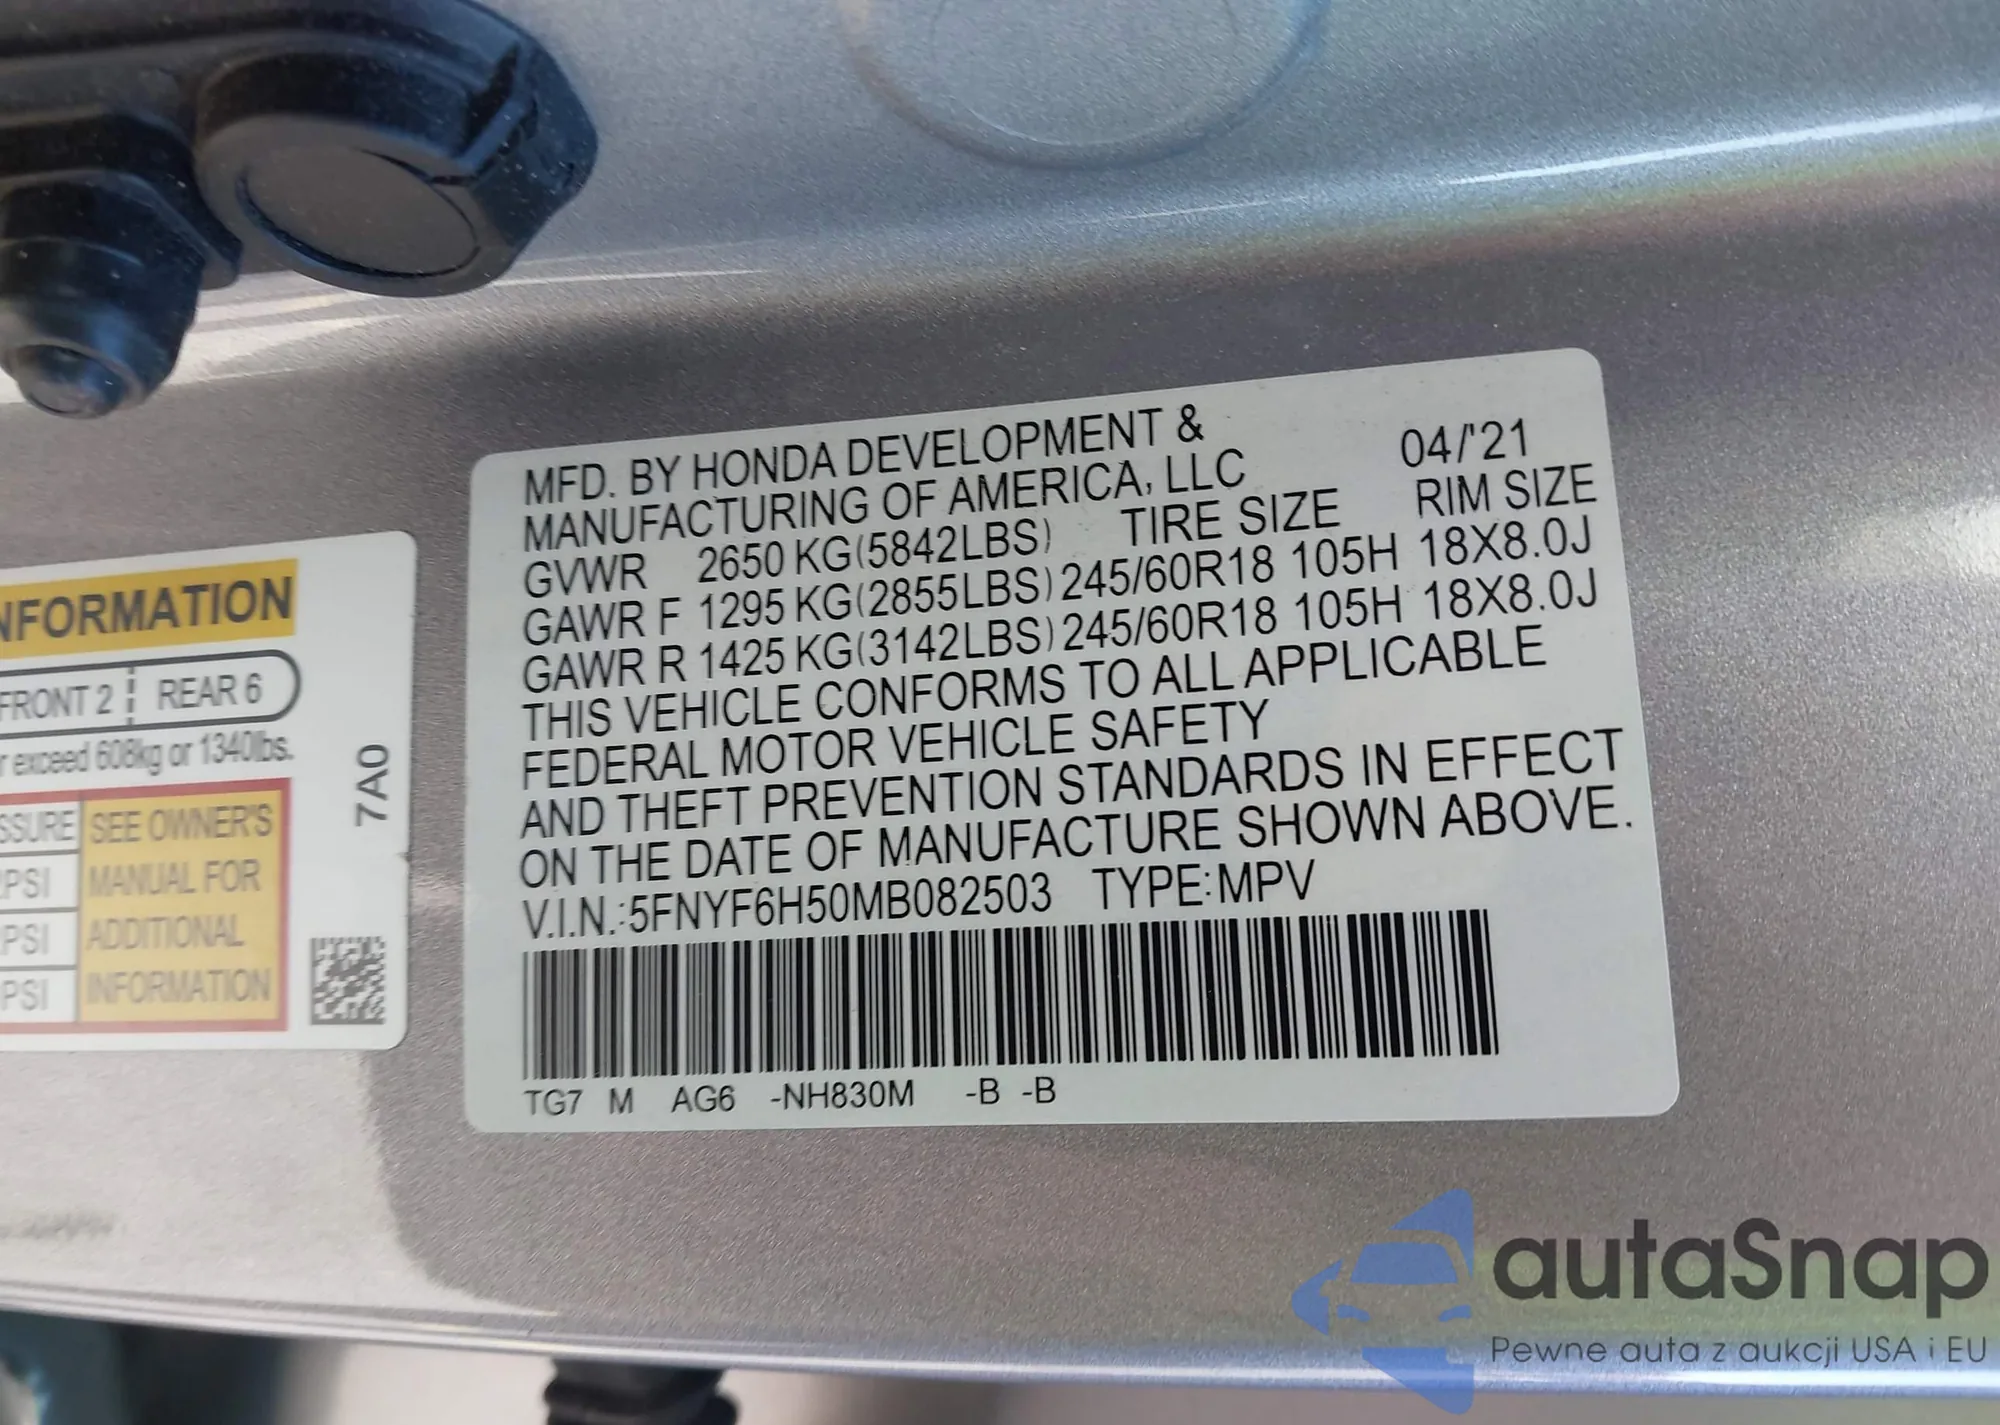 MFD. BY HONDA DEVELOPMENT &
MANUFACTURING OF AMERICA, LLC 04/'21
GVWR 2650 KG(5842LBS) TIRE SIZE RIM SIZE
GAWR F 1295 KG(2855LBS) 245/60R18 105H 18X8.0J
GAWR R 1425 KG(3142LBS) 245/60R18 105H 18X8.0J
THIS VEHICLE CONFORMS TO ALL APPLICABLE
FEDERAL MOTOR VEHICLE SAFETY
AND THEFT PREVENTION STANDARDS IN EFFECT
ON THE DATE OF MANUFACTURE SHOWN ABOVE.
V.I.N.:5FNYF6H50MB082503 TYPE:MPV
TG7 M AG6 -NH830M -B -B
NFORMATION
FRONT 2 REAR 6
r exceed 608kg or 1340lbs.
SSURE SEE OWNER'S
PSI MANUAL FOR
PSI ADDITIONAL
PSI INFORMATION
7A0
autaSnap
Pewne auta z aukcji USA i EU